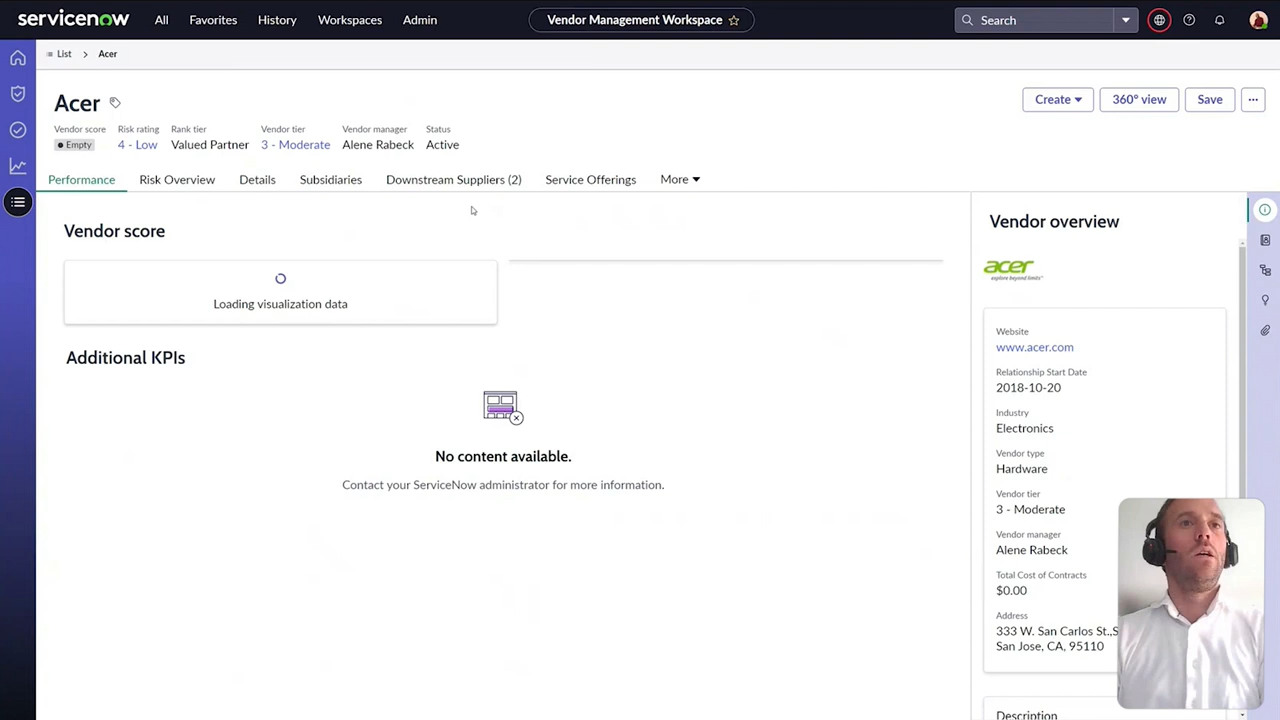 servicenow All Favorites History Workspaces Admin Vendor Management Workspace Search
List > Acer
Acer Create 360° view Save ...
Vendor score Risk rating Rank tier Vendor tier Vendor manager Status
Empty 4 - Low Valued Partner 3 - Moderate Alene Rabeck Active
Performance Risk Overview Details Subsidiaries Downstream Suppliers (2) Service Offerings More
Vendor score
Loading visualization data
Additional KPIs
No content available.
Contact your ServiceNow administrator for more information.
Vendor overview
acer
explore beyond limits™
Website
www.acer.com
Relationship Start Date
2018-10-20
Industry
Electronics
Vendor type
Hardware
Vendor tier
3 - Moderate
Vendor manager
Alene Rabeck
Total Cost of Contracts
$0.00
Address
333 W. San Carlos St.,S
San Jose, CA, 95110
Description